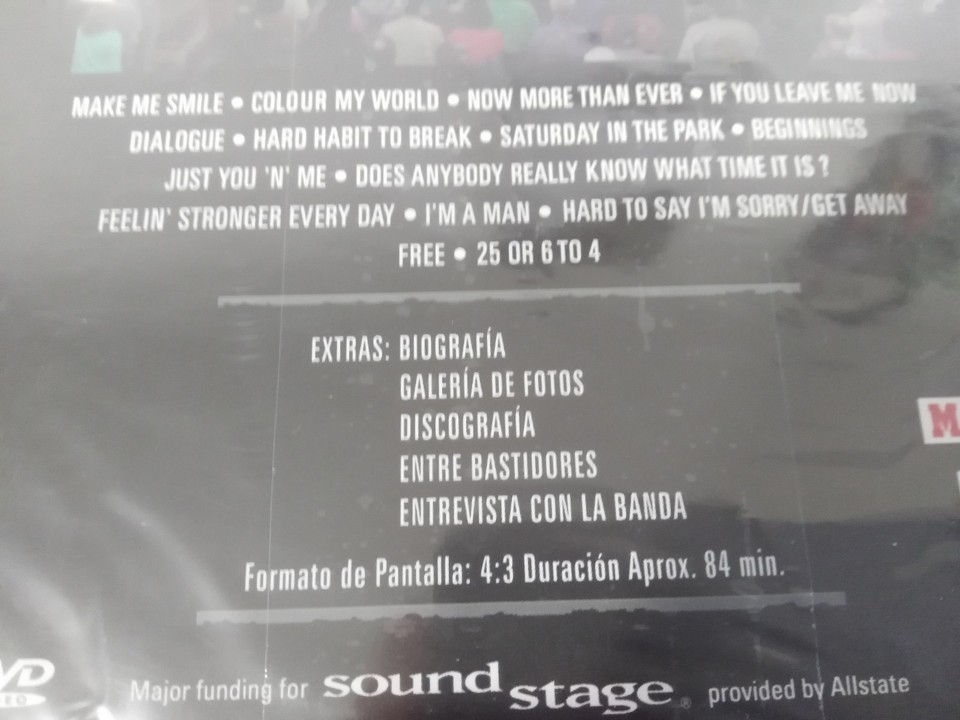 MAKE ME SMILE • COLOUR MY WORLD • NOW MORE THAN EVER • IF YOU LEAVE ME NOW
DIALOGUE • HARD HABIT TO BREAK • SATURDAY IN THE PARK • BEGINNINGS
JUST YOU 'N' ME • DOES ANYBODY REALLY KNOW WHAT TIME IT IS ?
FEELIN' STRONGER EVERY DAY • I'M A MAN • HARD TO SAY I'M SORRY/GET AWAY
FREE • 25 OR 6 TO 4
EXTRAS: BIOGRAFÍA
GALERÍA DE FOTOS
DISCOGRAFÍA
ENTRE BASTIDORES
ENTREVISTA CON LA BANDA
Formato de Pantalla: 4:3 Duración Aprox. 84 min.
Major funding for sound stage® provided by Allstate